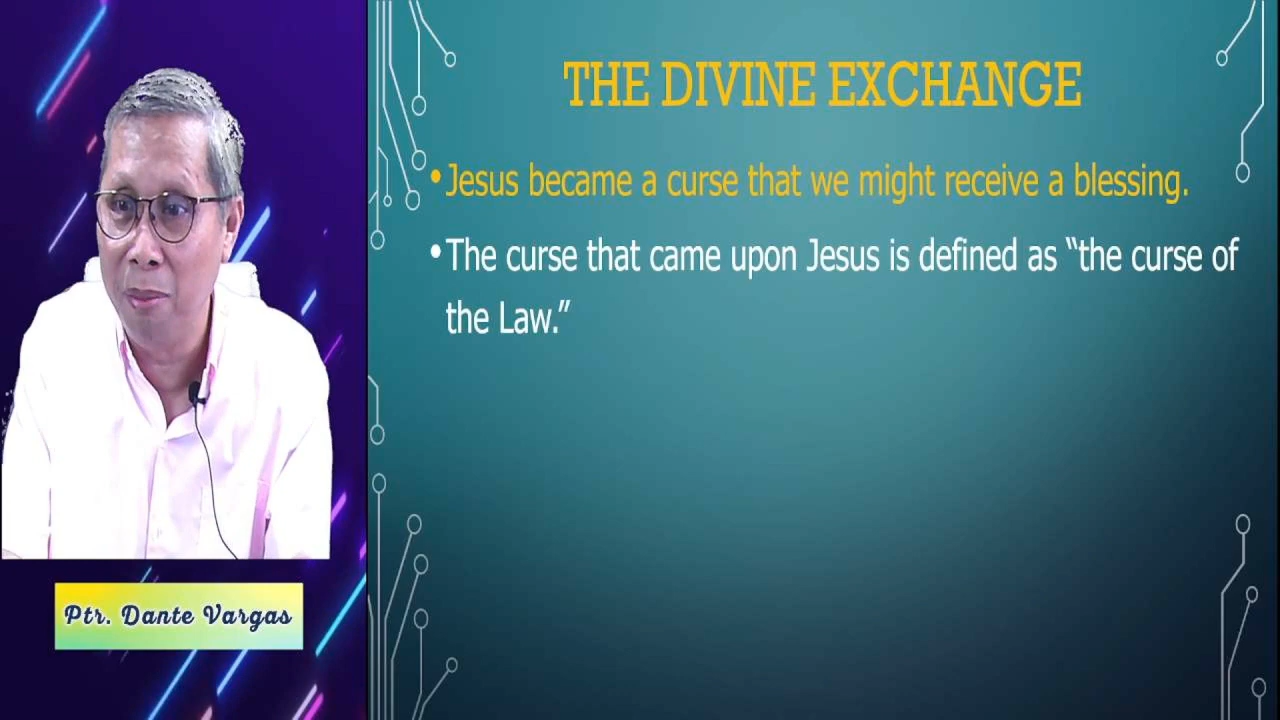 THE DIVINE EXCHANGE
•Jesus became a curse that we might receive a blessing.
•The curse that came upon Jesus is defined as “the curse of
the Law.”
Ptr. Dante Vargas